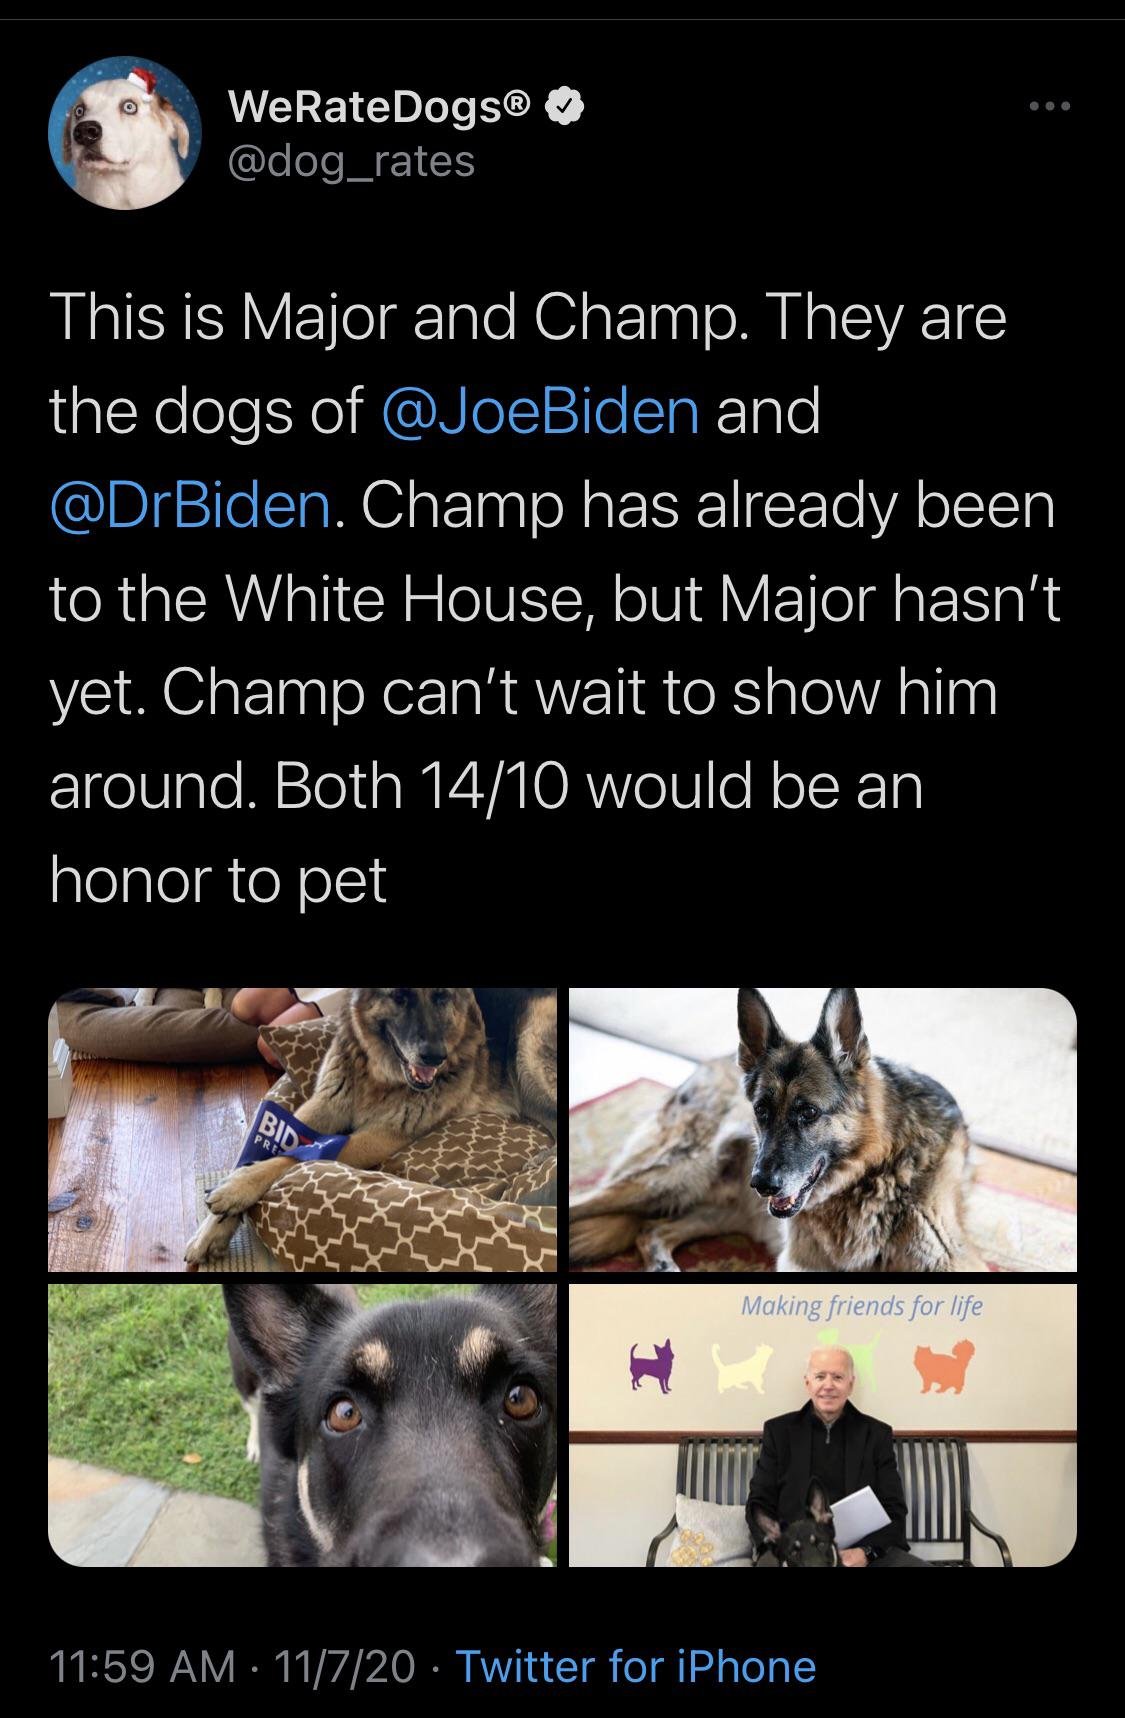 WeRateDogs®
@dog_rates
This is Major and Champ. They are
the dogs of @JoeBiden and
@DrBiden. Champ has already been
to the White House, but Major hasn’t
yet. Champ can’t wait to show him
around. Both 14/10 would be an
honor to pet
BID
PRE
Making friends for life
11:59 AM · 11/7/20 · Twitter for iPhone